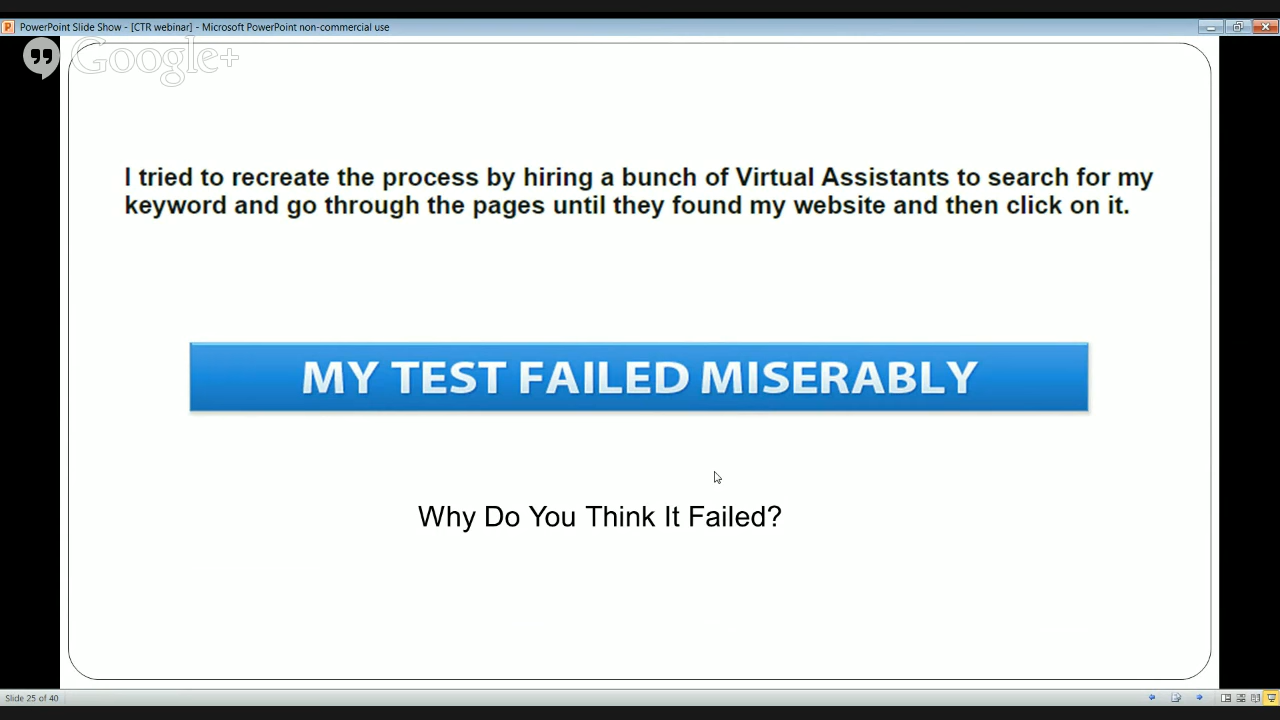 PowerPoint Slide Show - [CTR webinar] - Microsoft PowerPoint non-commercial use
Google+
I tried to recreate the process by hiring a bunch of Virtual Assistants to search for my
keyword and go through the pages until they found my website and then click on it.
MY TEST FAILED MISERABLY
Why Do You Think It Failed?
Slide 25 of 40